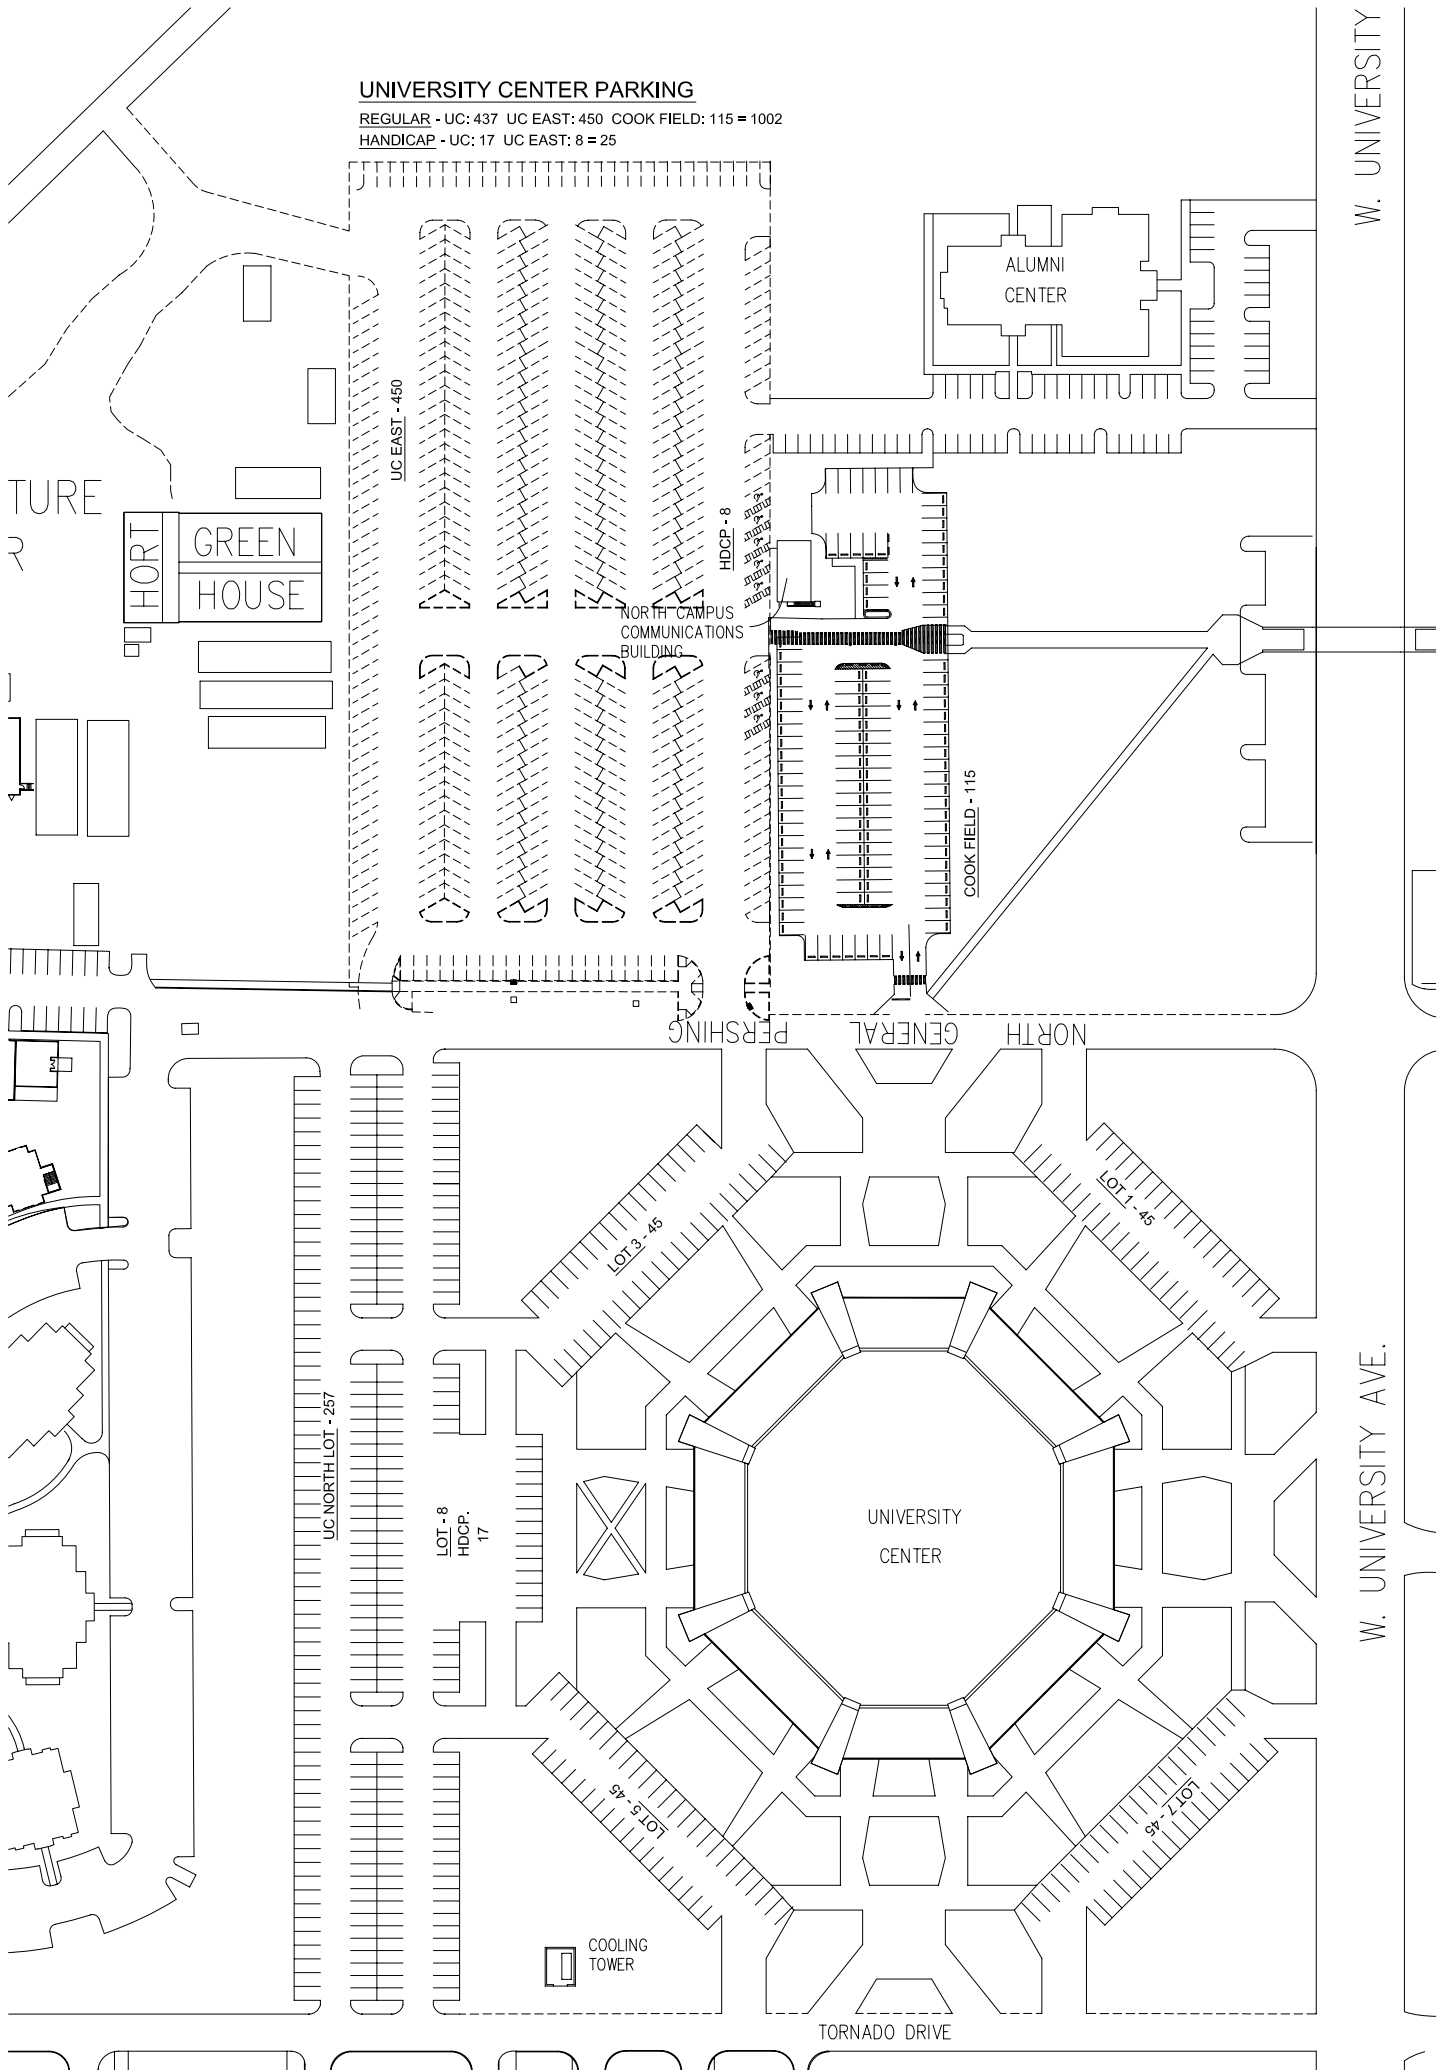 UNIVERSITY CENTER PARKING
REGULAR - UC: 437 UC EAST: 450 COOK FIELD: 115 = 1002
HANDICAP - UC: 17 UC EAST: 8 = 25
W. UNIVERSITY
ALUMNI
CENTER
UC EAST - 450
TURE
R
HORT
GREEN
HOUSE
HDCP - 8
NORTH CAMPUS
COMMUNICATIONS
BUILDING
COOK FIELD - 115
NORTH GENERAL PERSHING
LOT 3 - 45
LOT 1 - 45
UC NORTH LOT - 257
LOT - 8
HDCP.
17
UNIVERSITY
CENTER
W. UNIVERSITY AVE.
LOT 5 - 45
LOT 7 - 45
COOLING
TOWER
TORNADO DRIVE